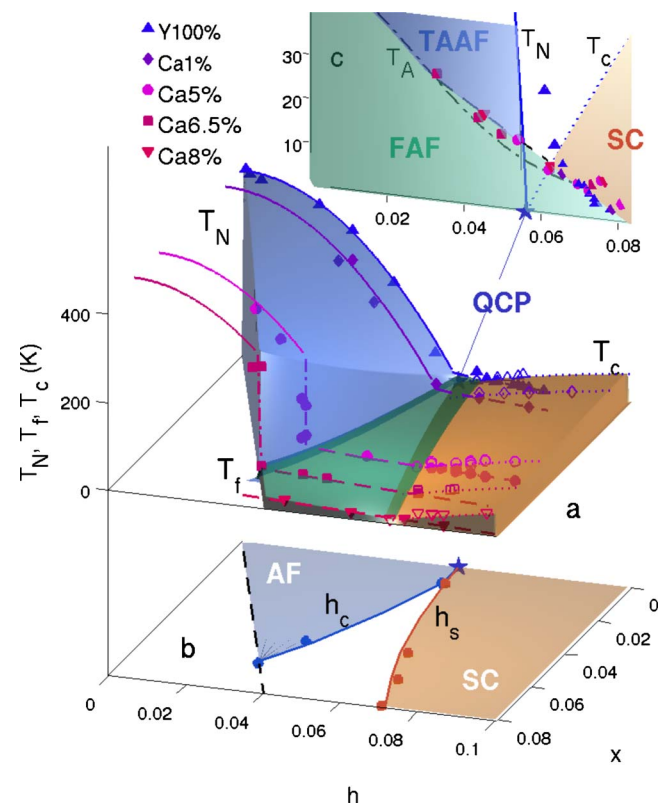 Y100%
Ca1%
Ca5%
Ca6.5%
Ca8%
30
20
10
c
TAAF
T_A
T_N
T_c
FAF
SC
0.02
0.04
0.06
0.08
T_N
QCP
T_c
T_N, T_f, T_c (K)
400
200
0
T_f
a
AF
h_c
h_s
b
SC
0
0.02
0.04
0.06
0.08
0.1
h
0
0.02
0.04
0.06
0.08
x